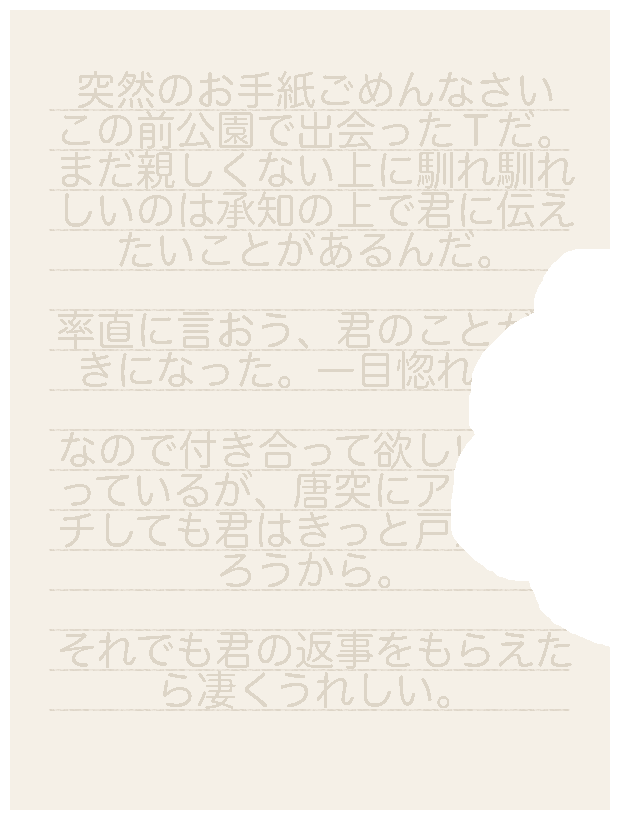 突然のお手紙ごめんなさい
この前公園で出会ったTだ。
まだ親しくない上に馴れ馴れ
しいのは承知の上で君に伝え
たいことがあるんだ。
率直に言おう、君のことが
きになった。一目惚れ
なので付き合って欲しい
っているが、唐突にア
チしても君はきっと戸
ろうから。
それでも君の返事をもらえた
ら凄くうれしい。